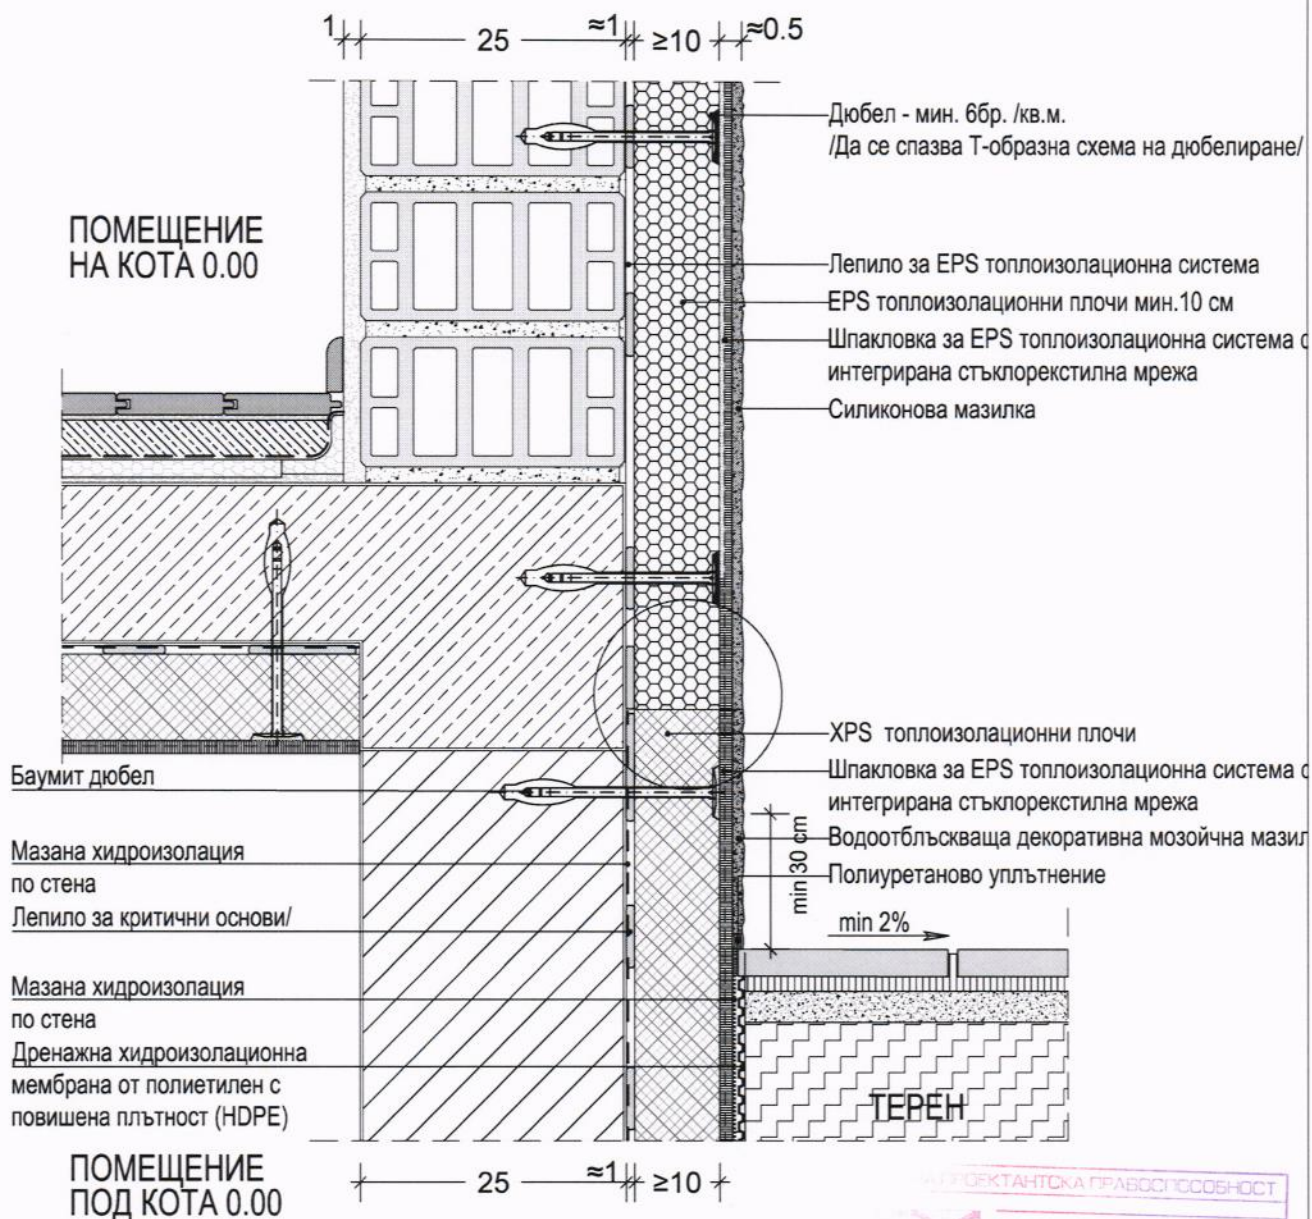 1 25 ≈1 ≥10 ≈0.5
Дюбел - мин. 6бр. /кв.м.
/Да се спазва Т-образна схема на дюбелиране/
ПОМЕЩЕНИЕ
НА КОТА 0.00
Лепило за EPS топлоизолационна система
EPS топлоизолационни плочи мин.10 см
Шпакловка за EPS топлоизолационна система с
интегрирана стъклорекстилна мрежа
Силиконова мазилка
XPS топлоизолационни плочи
Шпакловка за EPS топлоизолационна система с
интегрирана стъклорекстилна мрежа
Водоотблъскваща декоративна мозойчна мазил
Полиуретаново уплътнение
min 30 cm
min 2%
Баумит дюбел
Мазана хидроизолация
по стена
Лепило за критични основи/
Мазана хидроизолация
по стена
Дренажна хидроизолационна
мембрана от полиетилен с
повишена плътност (HDPE)
ТЕРЕН
ПОМЕЩЕНИЕ
ПОД КОТА 0.00
25 ≈1 ≥10
ПРОЕКТАНТСКА ПРАВОСПОСОБНОСТ